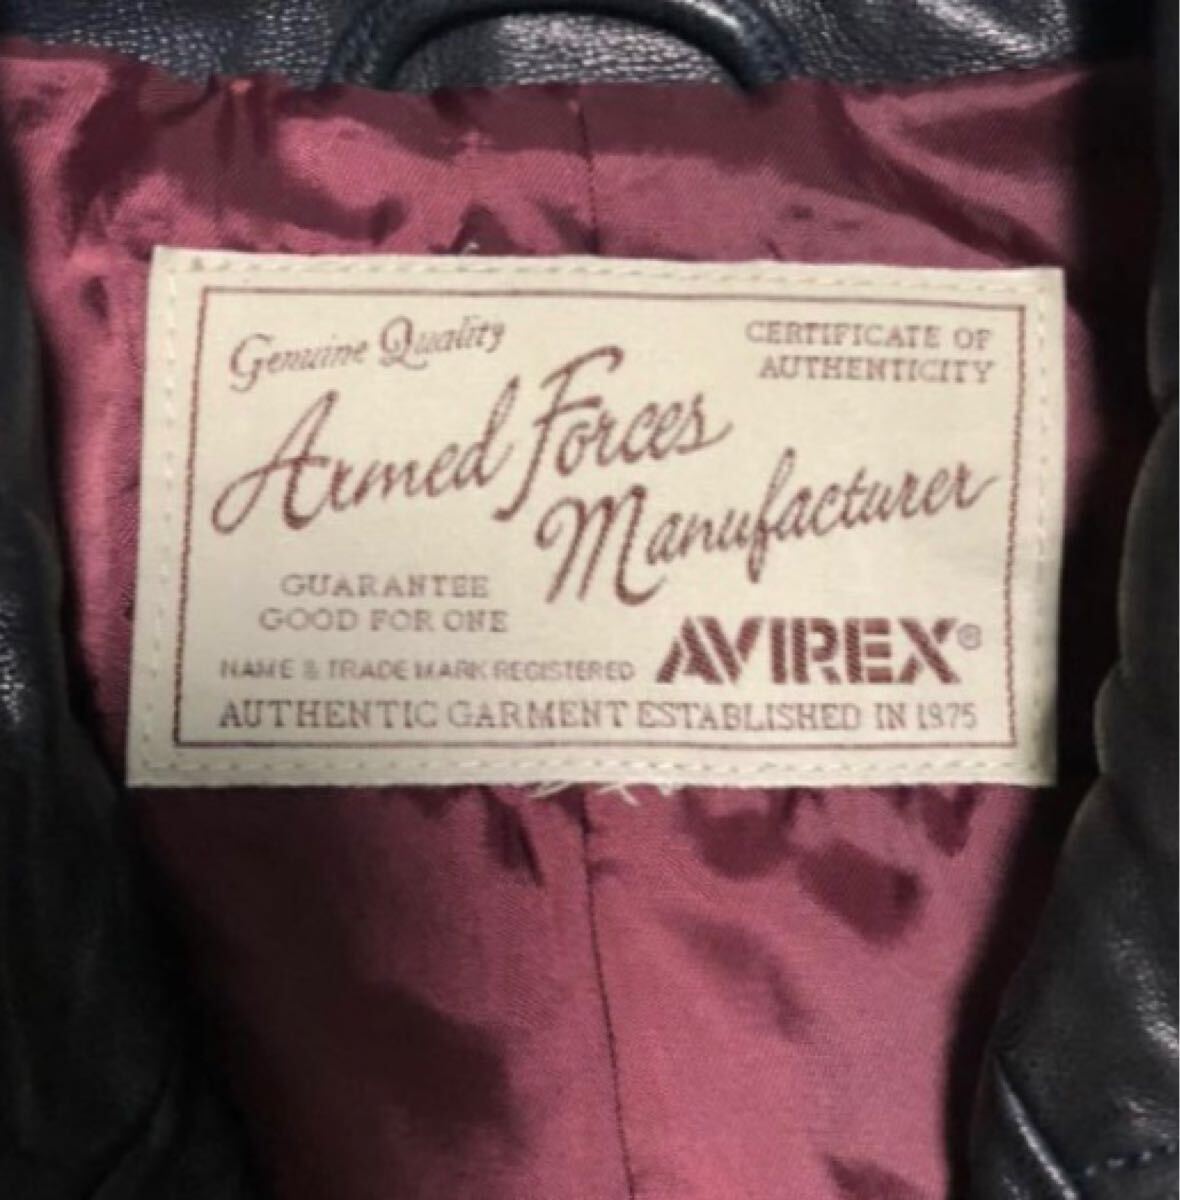 Genuine Quality
CERTIFICATE OF
AUTHENTICITY
Armed Forces
Manufacturer
GUARANTEE
GOOD FOR ONE
NAME & TRADE MARK REGISTERED
AVIREX®
AUTHENTIC GARMENT ESTABLISHED IN 1975